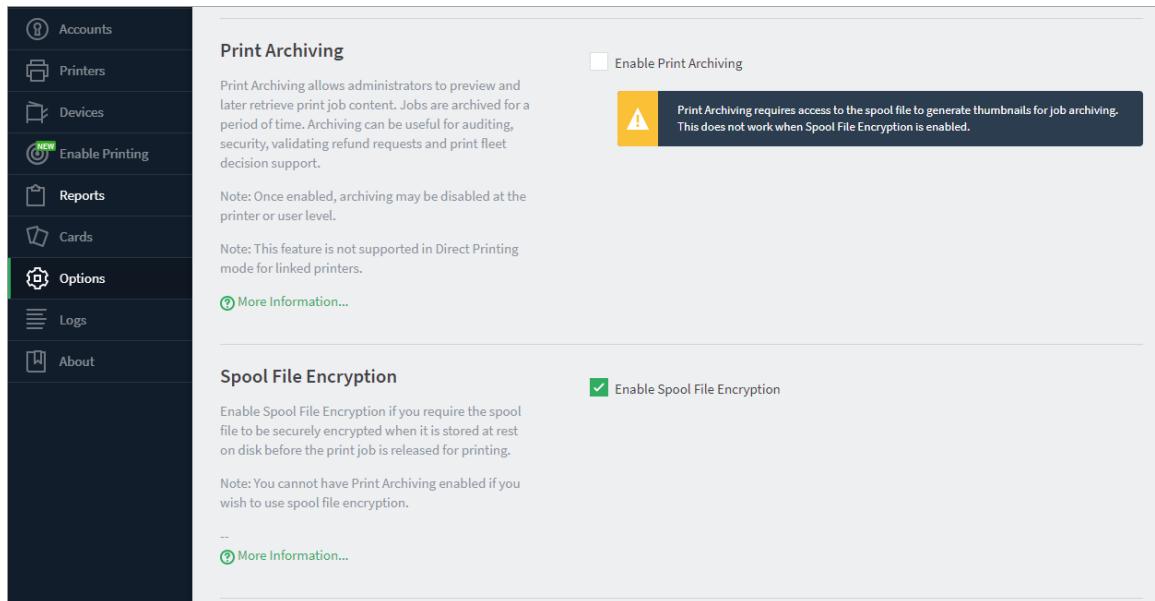 Accounts
Printers
Devices
NEW
Enable Printing
Reports
Cards
Options
Logs
About
Print Archiving
Print Archiving allows administrators to preview and
later retrieve print job content. Jobs are archived for a
period of time. Archiving can be useful for auditing,
security, validating refund requests and print fleet
decision support.
Note: Once enabled, archiving may be disabled at the
printer or user level.
Note: This feature is not supported in Direct Printing
mode for linked printers.
More Information...
Enable Print Archiving
Print Archiving requires access to the spool file to generate thumbnails for job archiving.
This does not work when Spool File Encryption is enabled.
Spool File Encryption
Enable Spool File Encryption if you require the spool
file to be securely encrypted when it is stored at rest
on disk before the print job is released for printing.
Note: You cannot have Print Archiving enabled if you
wish to use spool file encryption.
--
More Information...
Enable Spool File Encryption